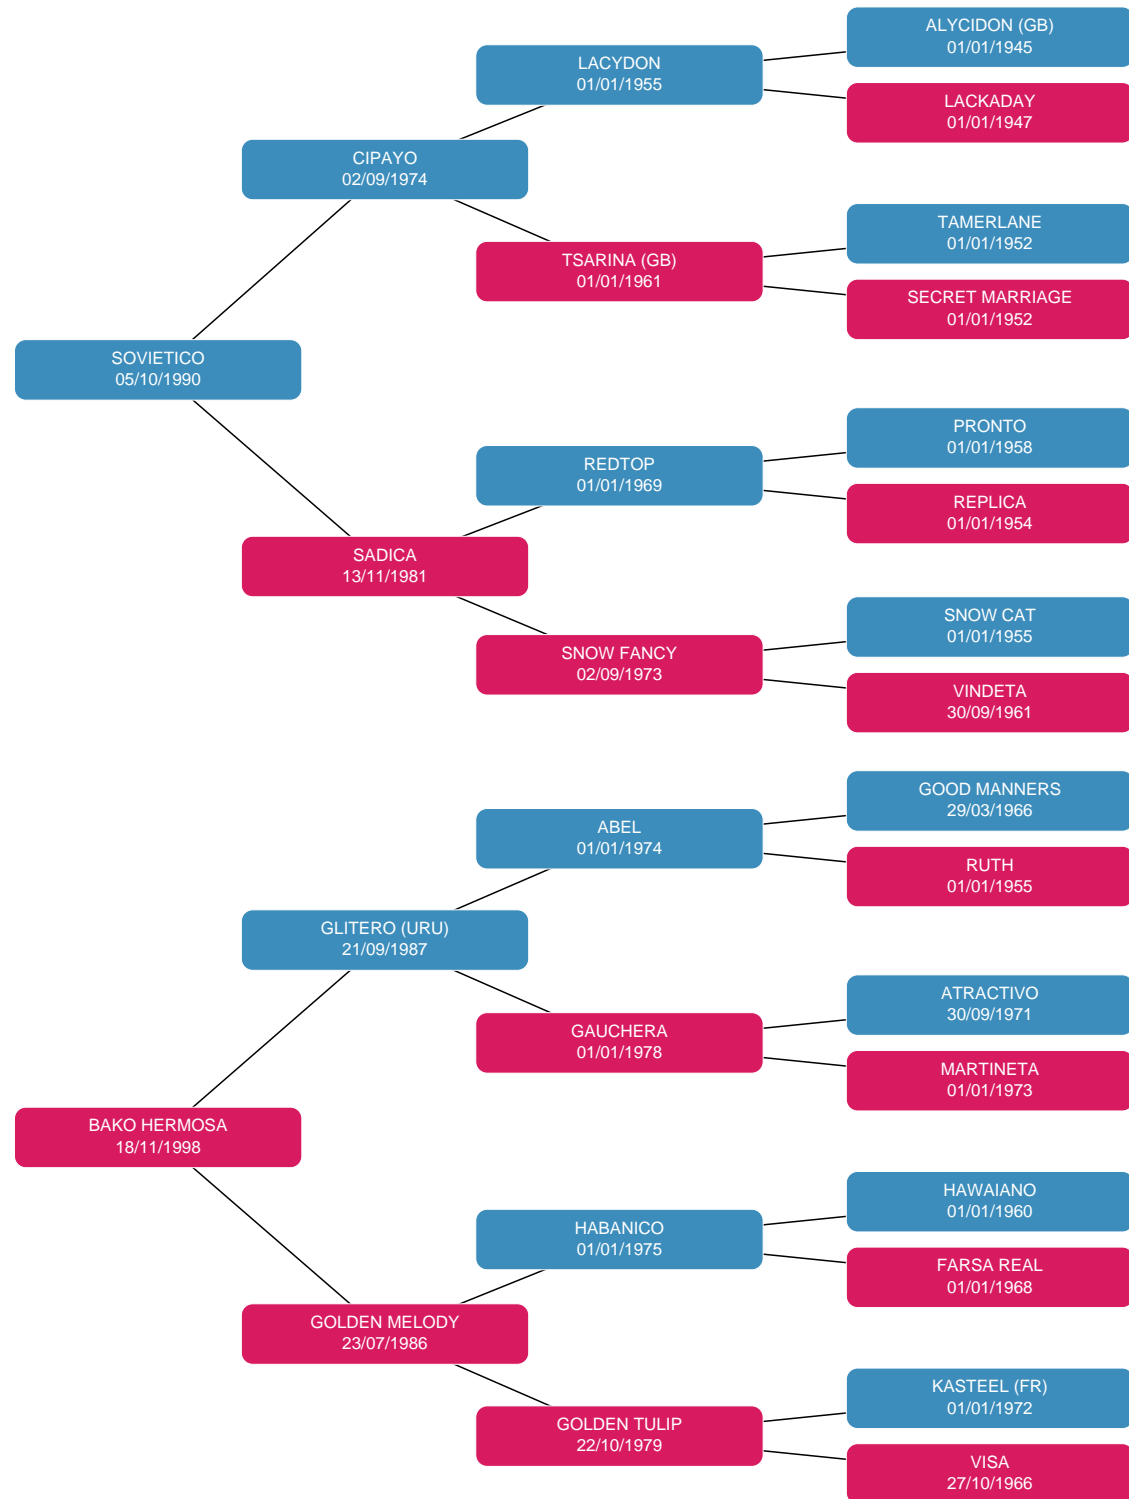 ALYCIDON (GB)
01/01/1945
LACYDON
01/01/1955
LACKADAY
01/01/1947
CIPAYO
02/09/1974
TAMERLANE
01/01/1952
TSARINA (GB)
01/01/1961
SECRET MARRIAGE
01/01/1952
SOVIETICO
05/10/1990
PRONTO
01/01/1958
REDTOP
01/01/1969
REPLICA
01/01/1954
SADICA
13/11/1981
SNOW CAT
01/01/1955
SNOW FANCY
02/09/1973
VINDETA
30/09/1961
GOOD MANNERS
29/03/1966
ABEL
01/01/1974
RUTH
01/01/1955
GLITERO (URU)
21/09/1987
ATRACTIVO
30/09/1971
GAUCHERA
01/01/1978
MARTINETA
01/01/1973
BAKO HERMOSA
18/11/1998
HAWAIANO
01/01/1960
HABANICO
01/01/1975
FARSA REAL
01/01/1968
GOLDEN MELODY
23/07/1986
KASTEEL (FR)
01/01/1972
GOLDEN TULIP
22/10/1979
VISA
27/10/1966